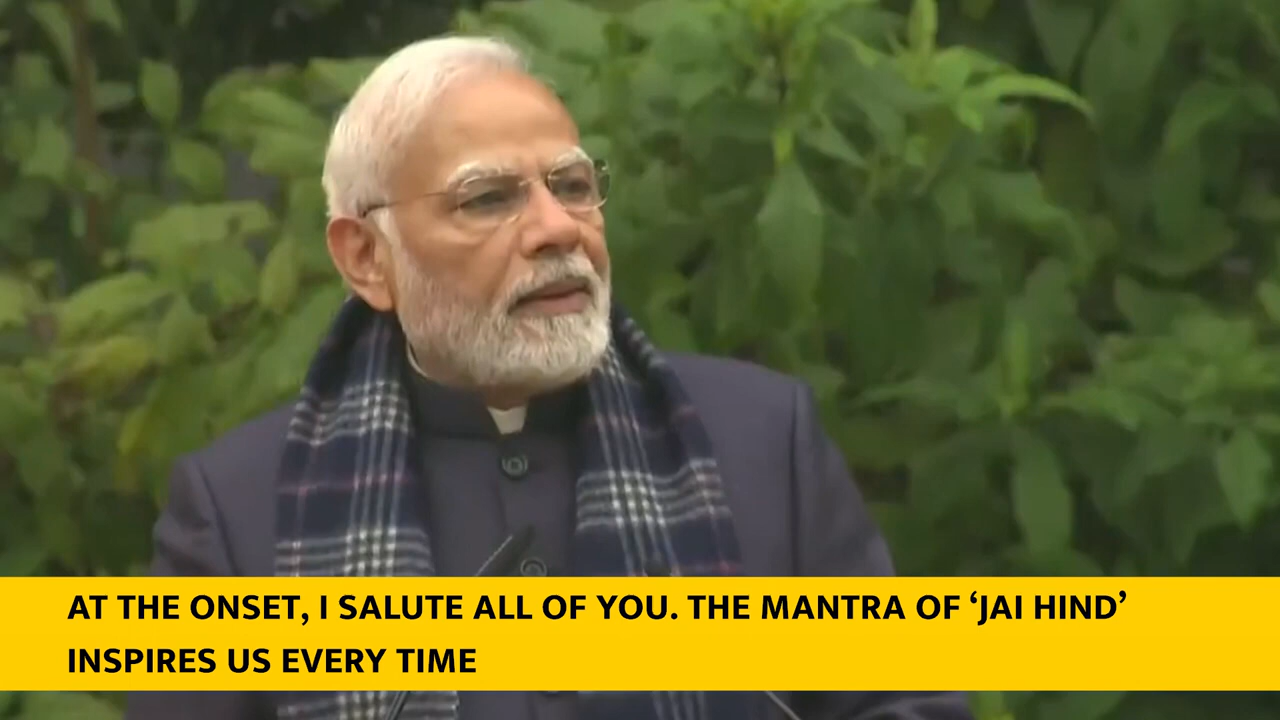 AT THE ONSET, I SALUTE ALL OF YOU. THE MANTRA OF ‘JAI HIND’
INSPIRES US EVERY TIME